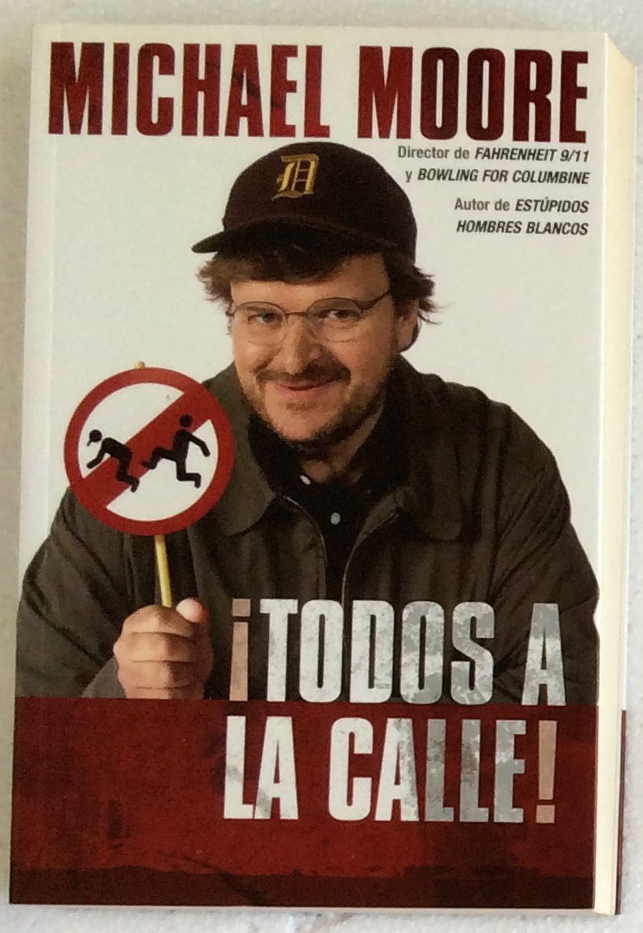 MICHAEL MOORE
Director de FAHRENHEIT 9/11
y BOWLING FOR COLUMBINE
Autor de ESTÚPIDOS
HOMBRES BLANCOS
D
¡TODOS A
LA CALLE!